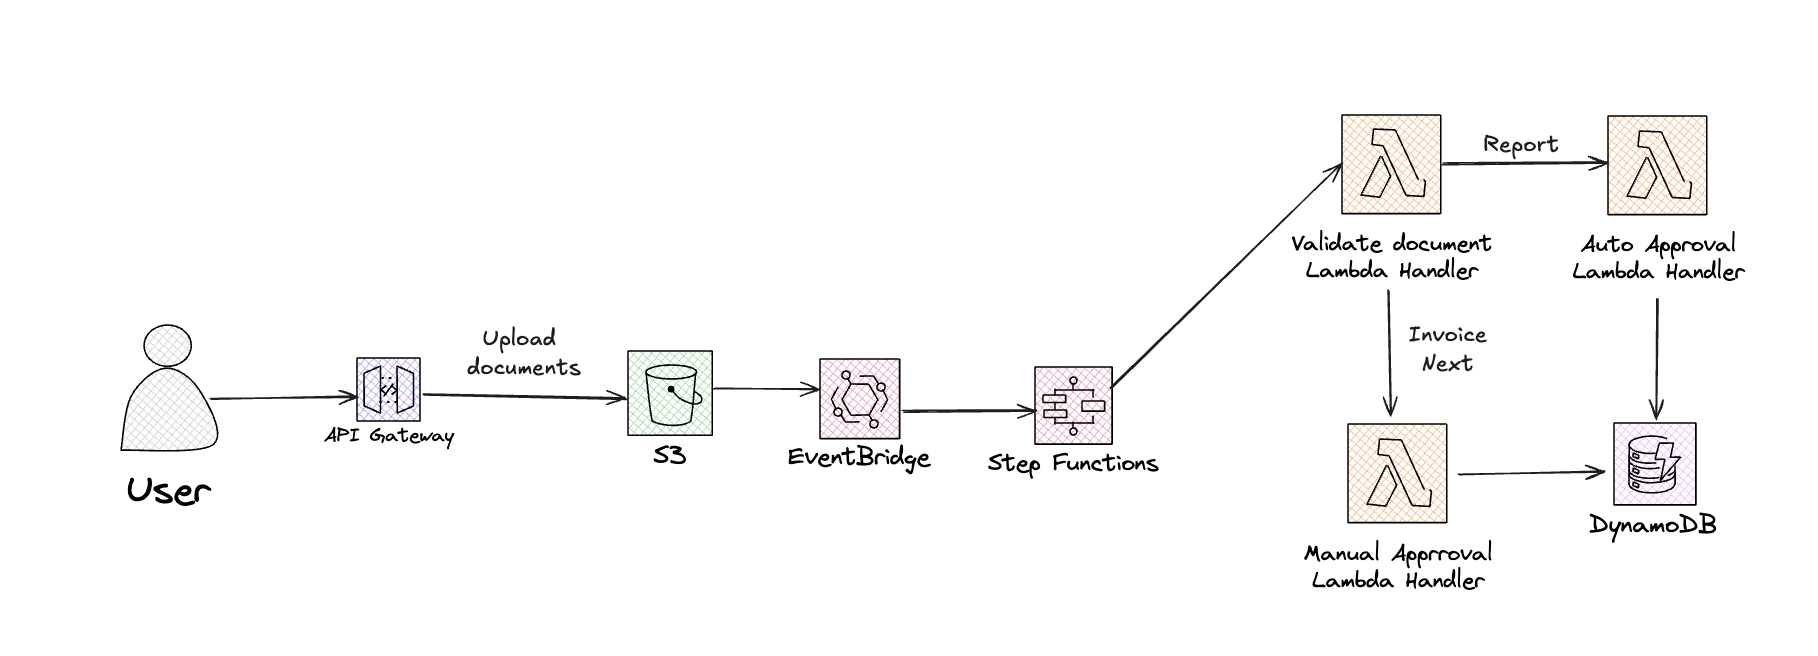 User
API Gateway
Upload
documents
S3
EventBridge
Step Functions
Validate document
Lambda Handler
Report
Auto Approval
Lambda Handler
Invoice
Next
Manual Apprroval
Lambda Handler
DynamoDB